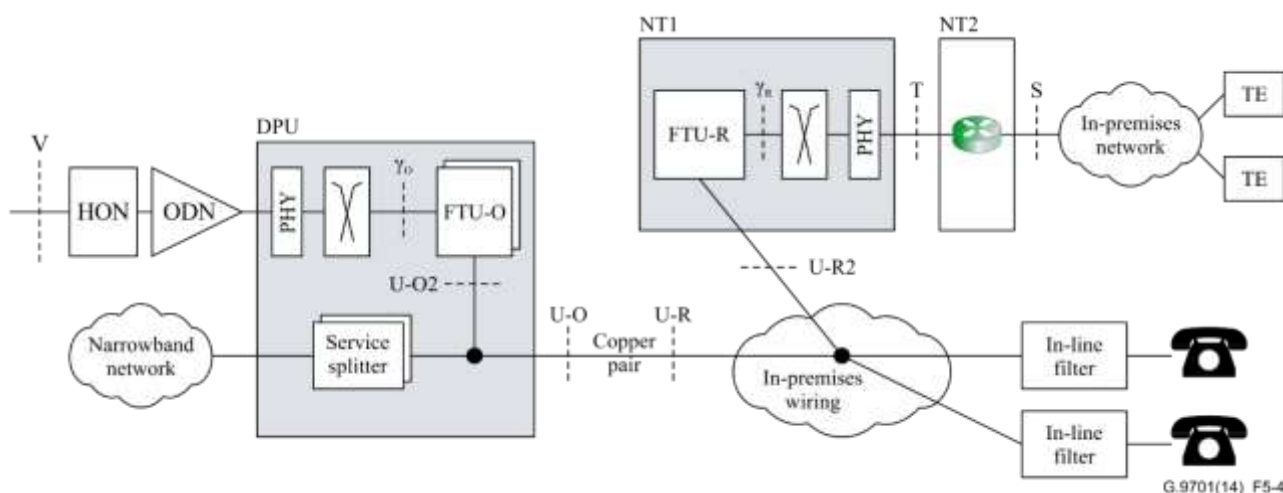 NT1
NT2
FTU-R
γR
PHY
T
S
In-premises
network
TE
TE
V
HON
ODN
DPU
PHY
γO
FTU-O
U-O2
U-R2
Narrowband
network
Service
splitter
U-O
Copper
pair
U-R
In-premises
wiring
In-line
filter
In-line
filter
G.9701(14)_F5-4